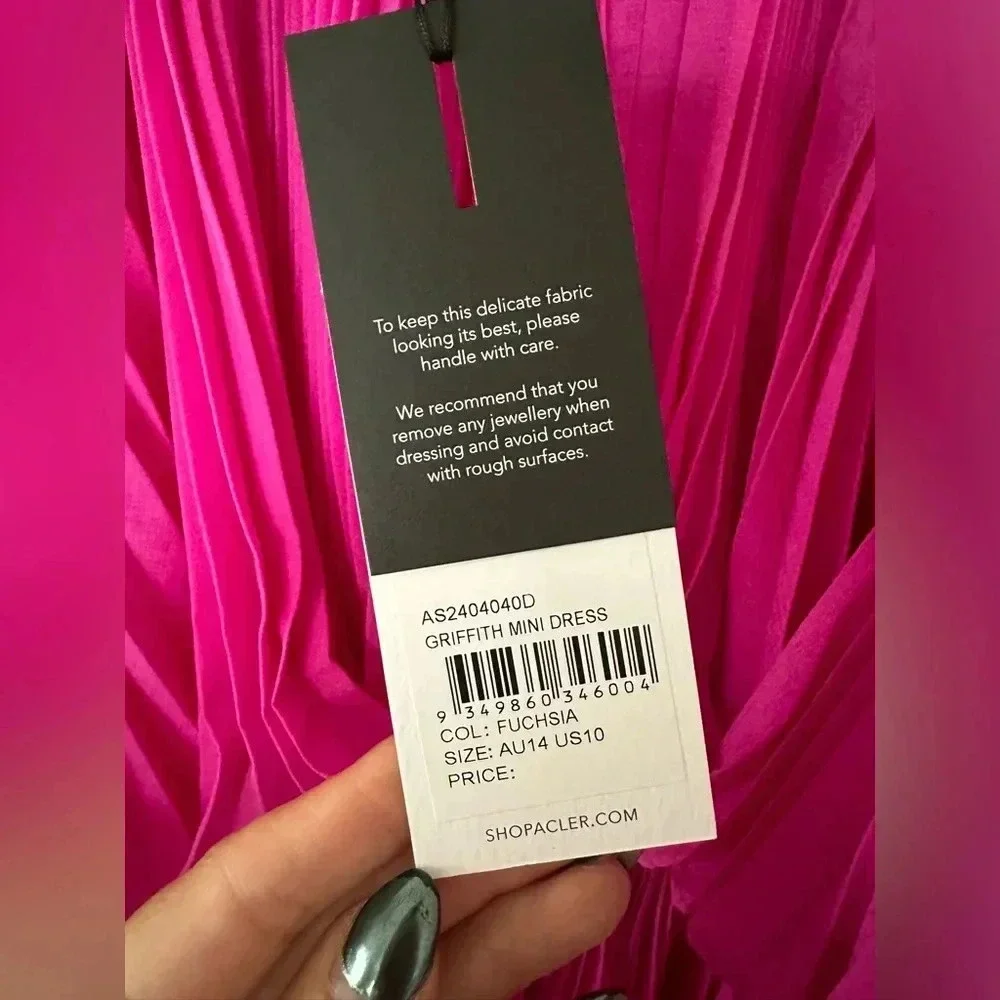 To keep this delicate fabric
looking its best, please
handle with care.
We recommend that you
remove any jewellery when
dressing and avoid contact
with rough surfaces.
AS2404040D
GRIFFITH MINI DRESS
9 349860 346004
COL: FUCHSIA
SIZE: AU14 US10
PRICE:
SHOPACLER.COM